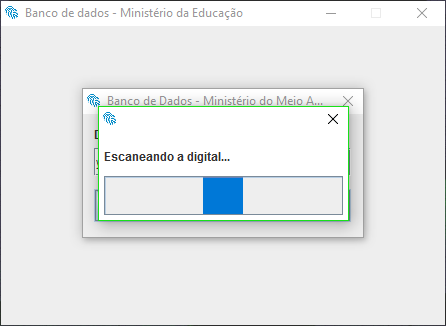 Banco de dados - Ministério da Educação
Banco de Dados - Ministério do Meio A...
Escaneando a digital...